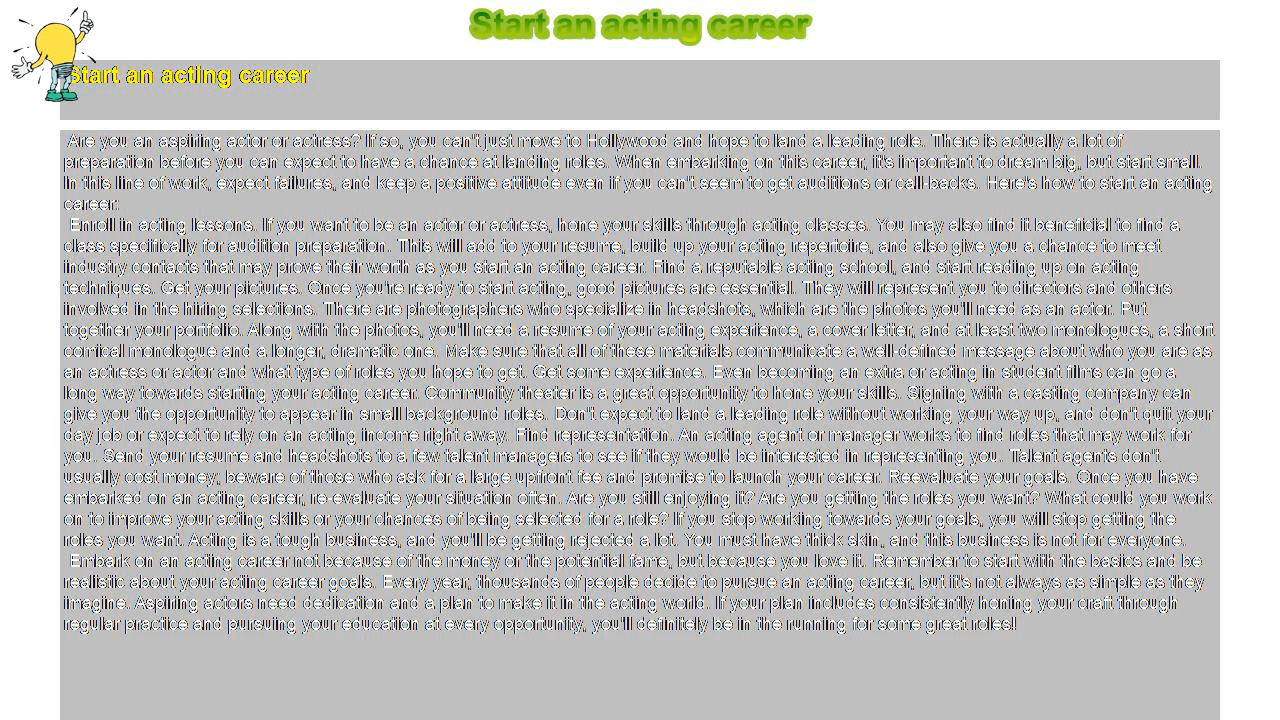 Start an acting career
Start an acting career
Are you an aspiring actor or actress? If so, you can't just move to Hollywood and hope to land a leading role. There is actually a lot of
preparation before you can expect to have a chance at landing roles. When embarking on this career, it's important to dream big, but start small.
In this line of work, expect failures, and keep a positive attitude even if you can't seem to get auditions or call-backs. Here's how to start an acting
career:
Enroll in acting lessons. If you want to be an actor or actress, hone your skills through acting classes. You may also find it beneficial to find a
class specifically for audition preparation. This will add to your resume, build up your acting repertoire, and also give you a chance to meet
industry contacts that may prove their worth as you start an acting career. Find a reputable acting school, and start reading up on acting
techniques. Get your pictures. Once you're ready to start acting, good pictures are essential. They will represent you to directors and others
involved in the hiring selections. There are photographers who specialize in headshots, which are the photos you'll need as an actor. Put
together your portfolio. Along with the photos, you'll need a resume of your acting experience, a cover letter, and at least two monologues, a short
comical monologue and a longer, dramatic one. Make sure that all of these materials communicate a well-defined message about who you are as
an actress or actor and what type of roles you hope to get. Get some experience. Even becoming an extra or acting in student films can go a
long way towards starting your acting career. Community theater is a great opportunity to hone your skills. Signing with a casting company can
give you the opportunity to appear in small background roles. Don't expect to land a leading role without working your way up, and don't quit your
day job or expect to rely on an acting income right away. Find representation. An acting agent or manager works to find roles that may work for
you. Send your resume and headshots to a few talent managers to see if they would be interested in representing you. Talent agents don't
usually cost money; beware of those who ask for a large upfront fee and promise to launch your career. Reevaluate your goals. Once you have
embarked on an acting career, re-evaluate your situation often. Are you still enjoying it? Are you getting the roles you want? What could you work
on to improve your acting skills or your chances of being selected for a role? If you stop working towards your goals, you will stop getting the
roles you want. Acting is a tough business, and you'll be getting rejected a lot. You must have thick skin, and this business is not for everyone.
Embark on an acting career not because of the money or the potential fame, but because you love it. Remember to start with the basics and be
realistic about your acting career goals. Every year, thousands of people decide to pursue an acting career, but it's not always as simple as they
imagine. Aspiring actors need dedication and a plan to make it in the acting world. If your plan includes consistently honing your craft through
regular practice and pursuing your education at every opportunity, you'll definitely be in the running for some great roles!